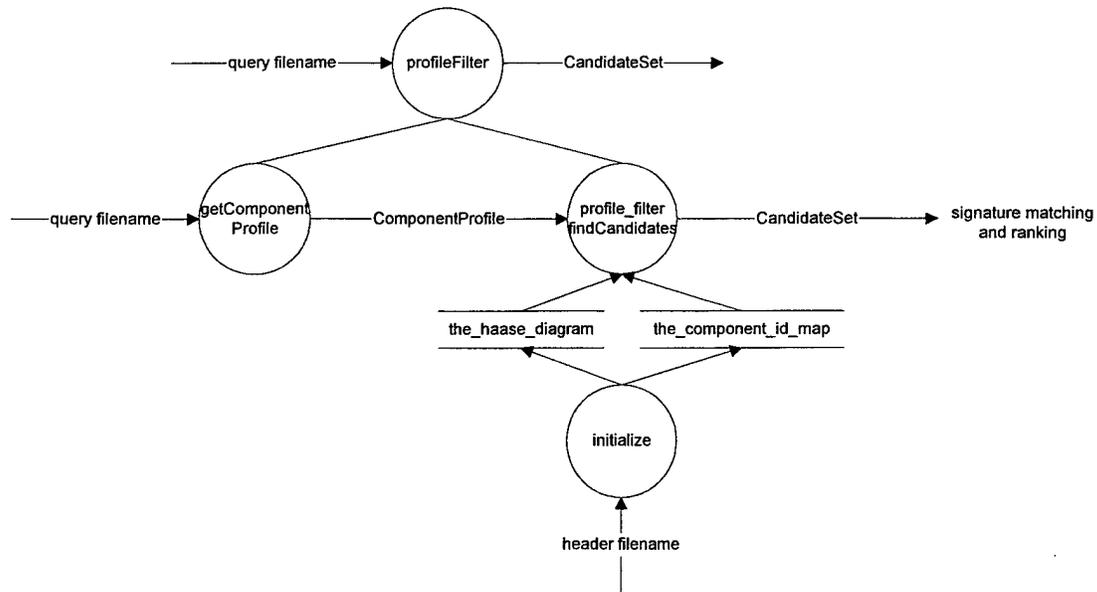 query filename
profileFilter
CandidateSet
query filename
getComponent
Profile
ComponentProfile
profile_filter
findCandidates
CandidateSet
signature matching
and ranking
the_haase_diagram
the_component_id_map
initialize
header filename